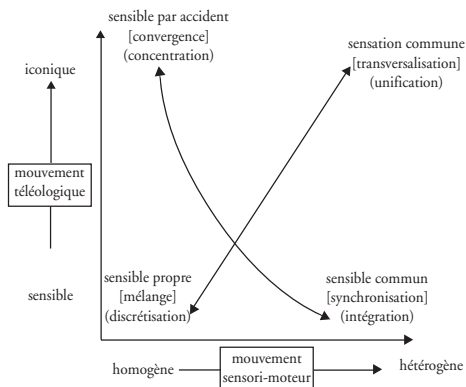 sensible par accident
[convergence]
(concentration)
sensation commune
[transversalisation]
(unification)
iconique
mouvement
téléologique
sensible
sensible propre
[mélange]
(discrétisation)
sensible commun
[synchronisation]
(intégration)
homogène
mouvement
sensori-moteur
hétérogène